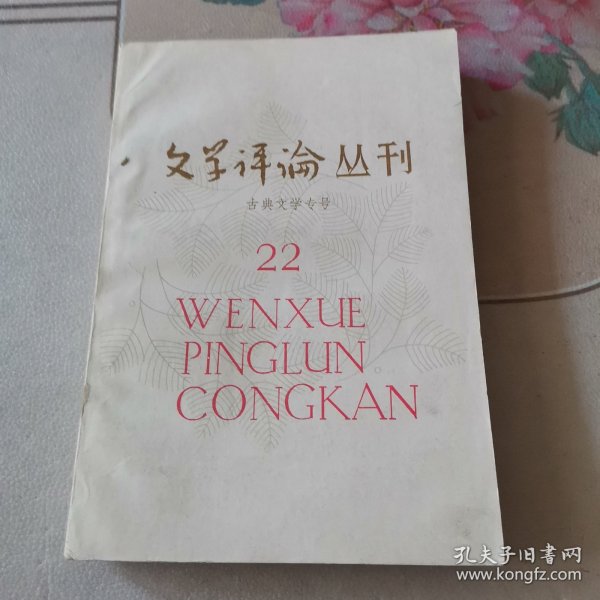 文学评论丛刊
古典文学专号
22
WENXUE
PINGLUN
CONGKAN
孔夫子旧书网
www.kongfz.com